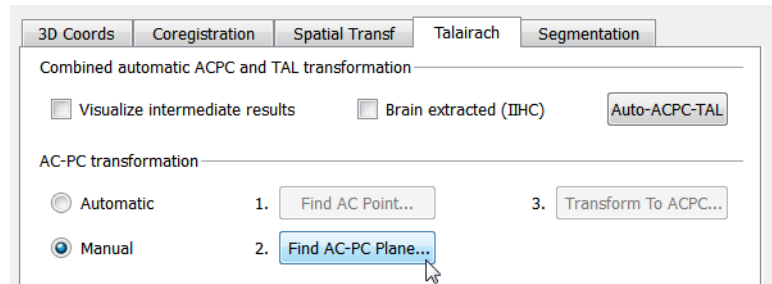 3D Coords Coregistration Spatial Transf Talairach Segmentation
Combined automatic ACPC and TAL transformation
Visualize intermediate results Brain extracted (IIHC) Auto-ACPC-TAL
AC-PC transformation
Automatic 1. Find AC Point... 3. Transform To ACPC...
Manual 2. Find AC-PC Plane...